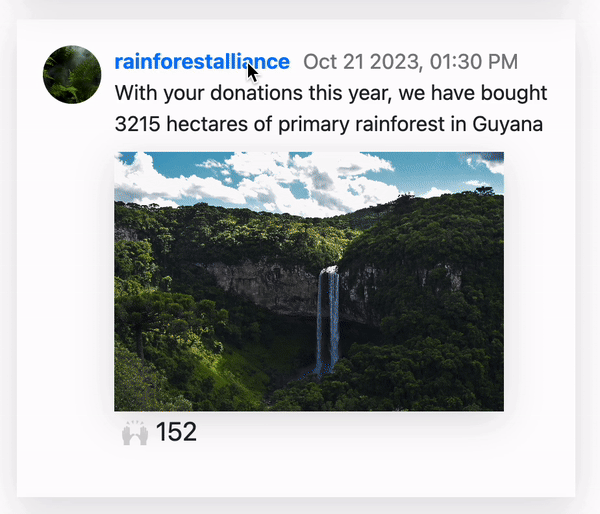 rainforestalliance Oct 21 2023, 01:30 PM
With your donations this year, we have bought
3215 hectares of primary rainforest in Guyana
152